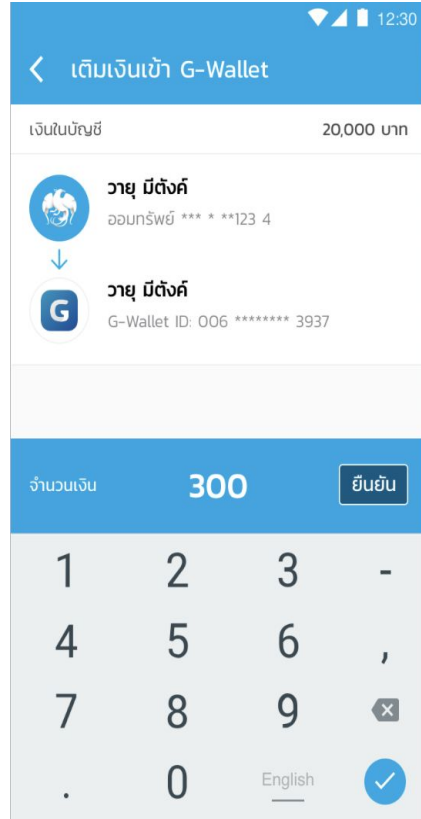 12:30
เติมเงินเข้า G-Wallet
เงินในบัญชี 20,000 บาท
วายุ มีตังค์
ออมทรัพย์ *** * **123 4
G
วายุ มีตังค์
G-Wallet ID: 006 ******** 3937
จำนวนเงิน 300 ยืนยัน
1 2 3 -
4 5 6 ,
7 8 9
. 0 English